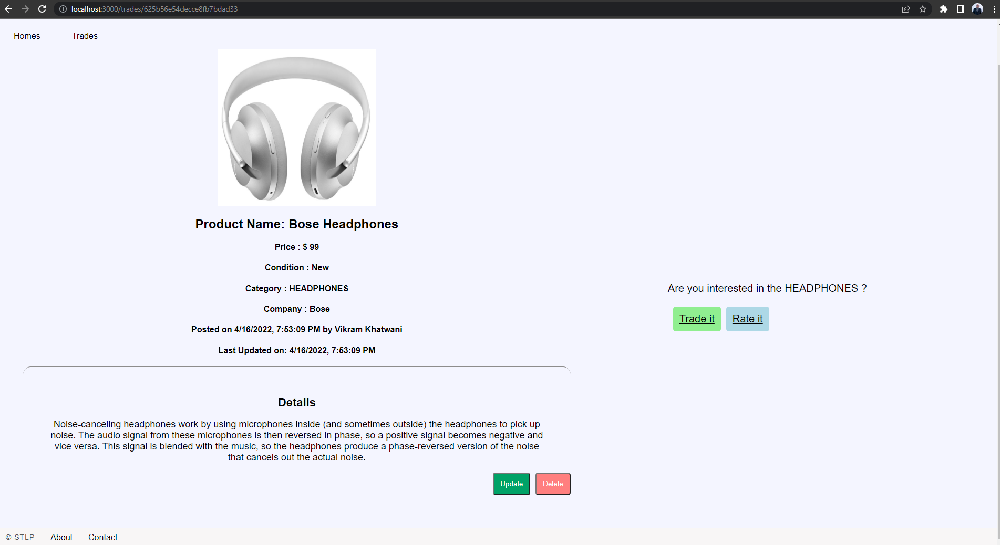 localhost:3000/trades/625b56e54decce8fb7bdad33
Homes Trades
Product Name: Bose Headphones
Price : $ 99
Condition : New
Category : HEADPHONES
Company : Bose
Posted on 4/16/2022, 7:53:09 PM by Vikram Khatwani
Last Updated on: 4/16/2022, 7:53:09 PM
Are you interested in the HEADPHONES ?
Trade it Rate it
Details
Noise-canceling headphones work by using microphones inside (and sometimes outside) the headphones to pick up
noise. The audio signal from these microphones is then reversed in phase, so a positive signal becomes negative and
vice versa. This signal is blended with the music, so the headphones produce a phase-reversed version of the noise
that cancels out the actual noise.
Update Delete
© STLP About Contact